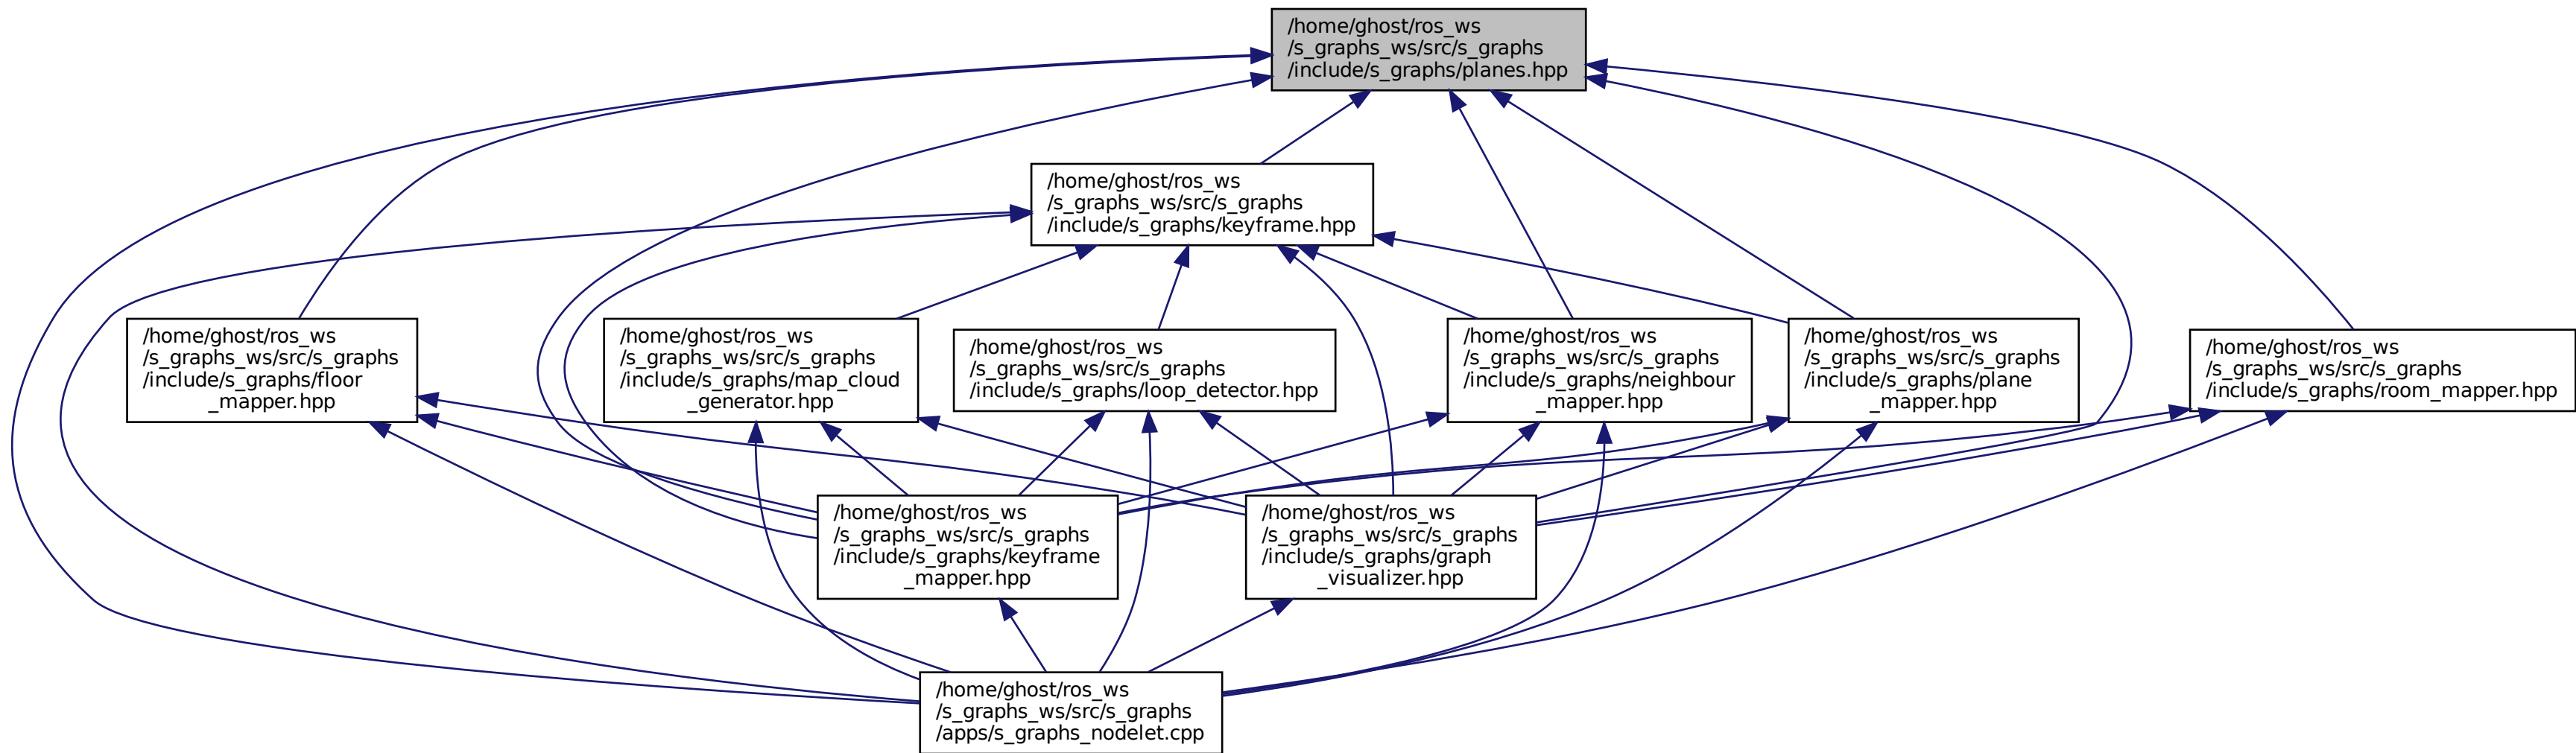 /home/ghost/ros_ws
/s_graphs_ws/src/s_graphs
/include/s_graphs/planes.hpp
/home/ghost/ros_ws
/s_graphs_ws/src/s_graphs
/include/s_graphs/keyframe.hpp
/home/ghost/ros_ws
/s_graphs_ws/src/s_graphs
/include/s_graphs/floor
_mapper.hpp
/home/ghost/ros_ws
/s_graphs_ws/src/s_graphs
/include/s_graphs/map_cloud
_generator.hpp
/home/ghost/ros_ws
/s_graphs_ws/src/s_graphs
/include/s_graphs/loop_detector.hpp
/home/ghost/ros_ws
/s_graphs_ws/src/s_graphs
/include/s_graphs/neighbour
_mapper.hpp
/home/ghost/ros_ws
/s_graphs_ws/src/s_graphs
/include/s_graphs/plane
_mapper.hpp
/home/ghost/ros_ws
/s_graphs_ws/src/s_graphs
/include/s_graphs/room_mapper.hpp
/home/ghost/ros_ws
/s_graphs_ws/src/s_graphs
/include/s_graphs/keyframe
_mapper.hpp
/home/ghost/ros_ws
/s_graphs_ws/src/s_graphs
/include/s_graphs/graph
_visualizer.hpp
/home/ghost/ros_ws
/s_graphs_ws/src/s_graphs
/apps/s_graphs_nodelet.cpp